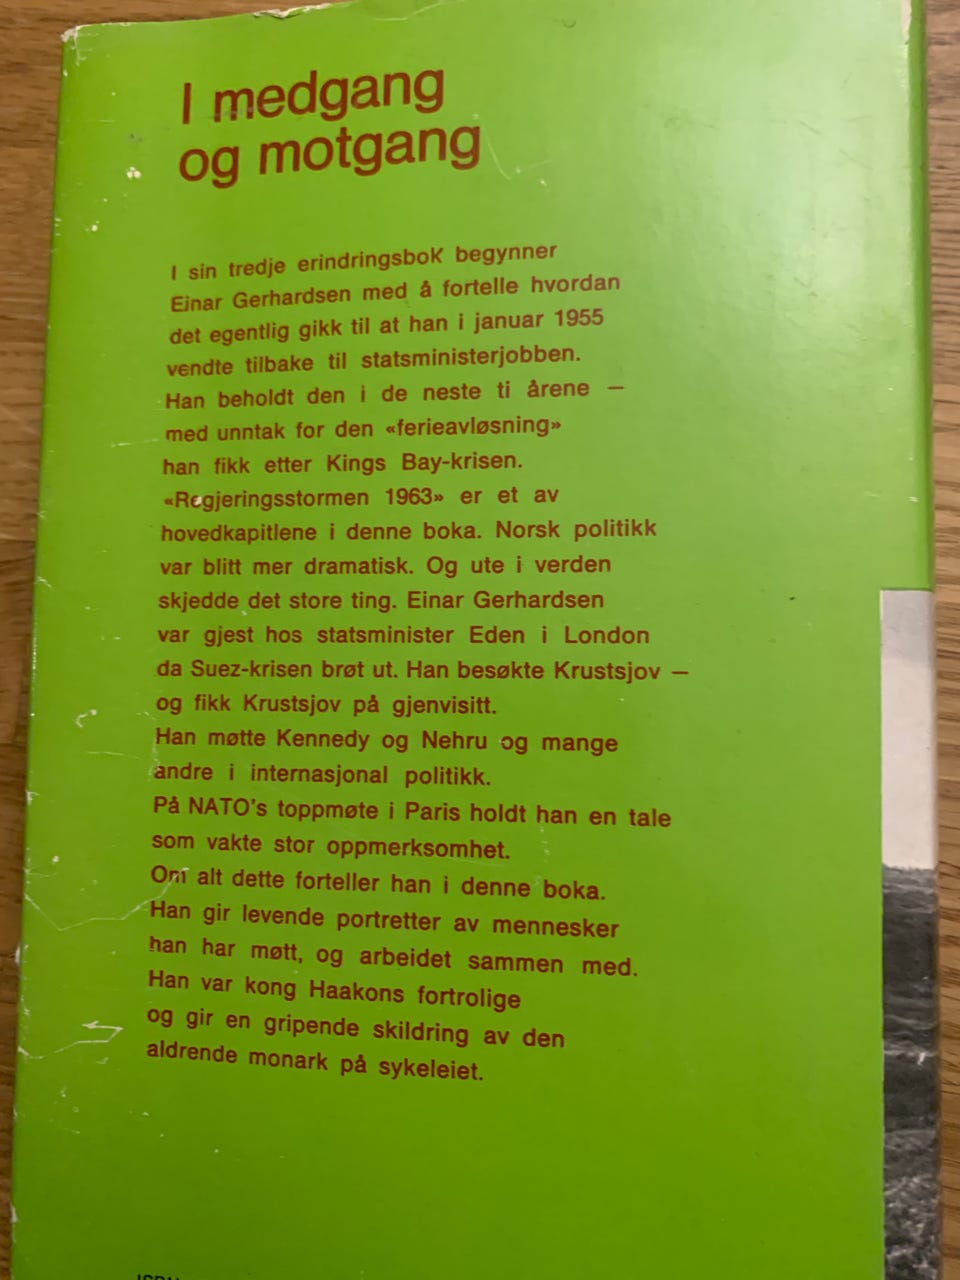 I medgang
og motgang
I sin tredje erindringsbok begynner
Einar Gerhardsen med å fortelle hvordan
det egentlig gikk til at han i januar 1955
vendte tilbake til statsministerjobben.
Han beholdt den i de neste ti årene —
med unntak for den «ferieavløsning»
han fikk etter Kings Bay-krisen.
«Regjeringsstormen 1963» er et av
hovedkapitlene i denne boka. Norsk politikk
var blitt mer dramatisk. Og ute i verden
skjedde det store ting. Einar Gerhardsen
var gjest hos statsminister Eden i London
da Suez-krisen brøt ut. Han besøkte Krustsjov —
og fikk Krustsjov på gjenvisitt.
Han møtte Kennedy og Nehru og mange
andre i internasjonal politikk.
På NATO's toppmøte i Paris holdt han en tale
som vakte stor oppmerksomhet.
Om alt dette forteller han i denne boka.
Han gir levende portretter av mennesker
han har møtt, og arbeidet sammen med.
Han var kong Haakons fortrolige
og gir en gripende skildring av den
aldrende monark på sykeleiet.